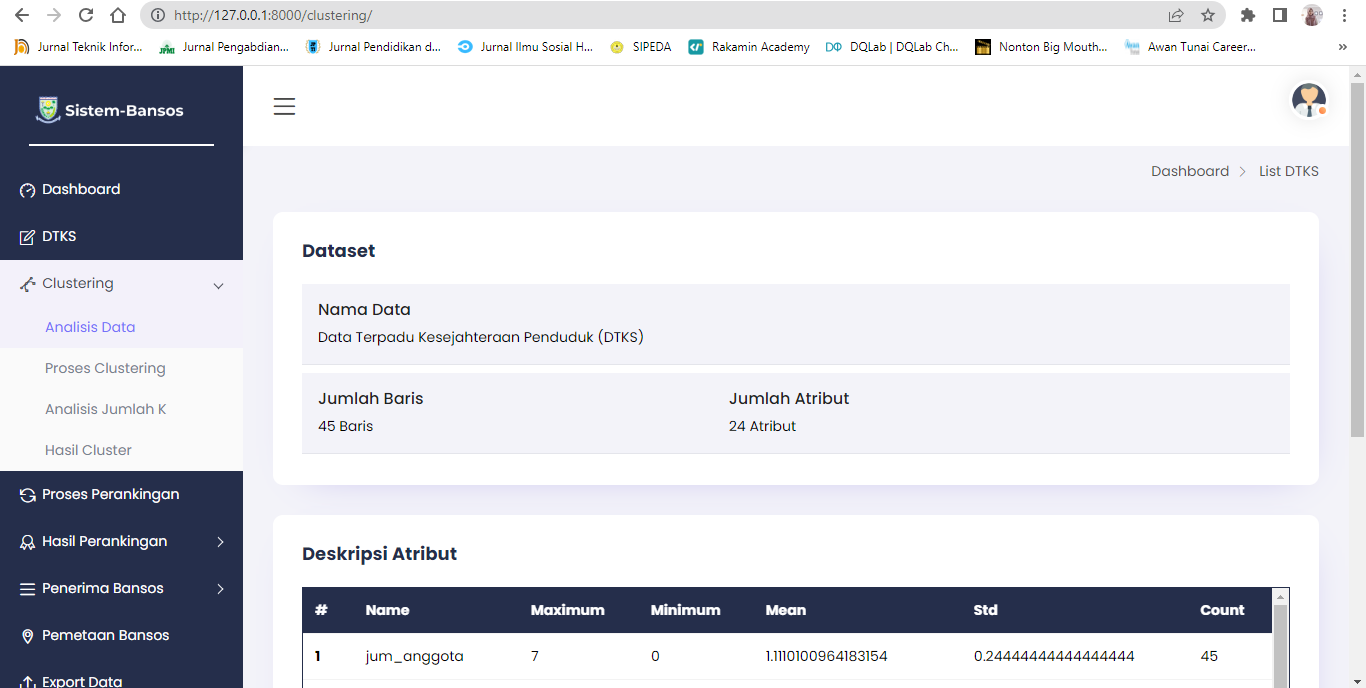 http://127.0.0.1:8000/clustering/
Jurnal Teknik Infor... Jurnal Pengabdian... Jurnal Pendidikan d... Jurnal Ilmu Sosial H... SIPEDA Rakamin Academy DQLab | DQLab Ch... Nonton Big Mouth... Awan Tunai Career... »
Sistem-Bansos
Dashboard
DTKS
Clustering
Analisis Data
Proses Clustering
Analisis Jumlah K
Hasil Cluster
Proses Perankingan
Hasil Perankingan
Penerima Bansos
Pemetaan Bansos
Export Data
Dashboard > List DTKS
Dataset
Nama Data
Data Terpadu Kesejahteraan Penduduk (DTKS)
Jumlah Baris Jumlah Atribut
45 Baris 24 Atribut
Deskripsi Atribut
# Name Maximum Minimum Mean Std Count
1 jum_anggota 7 0 1.1110100964183154 0.24444444444444444 45